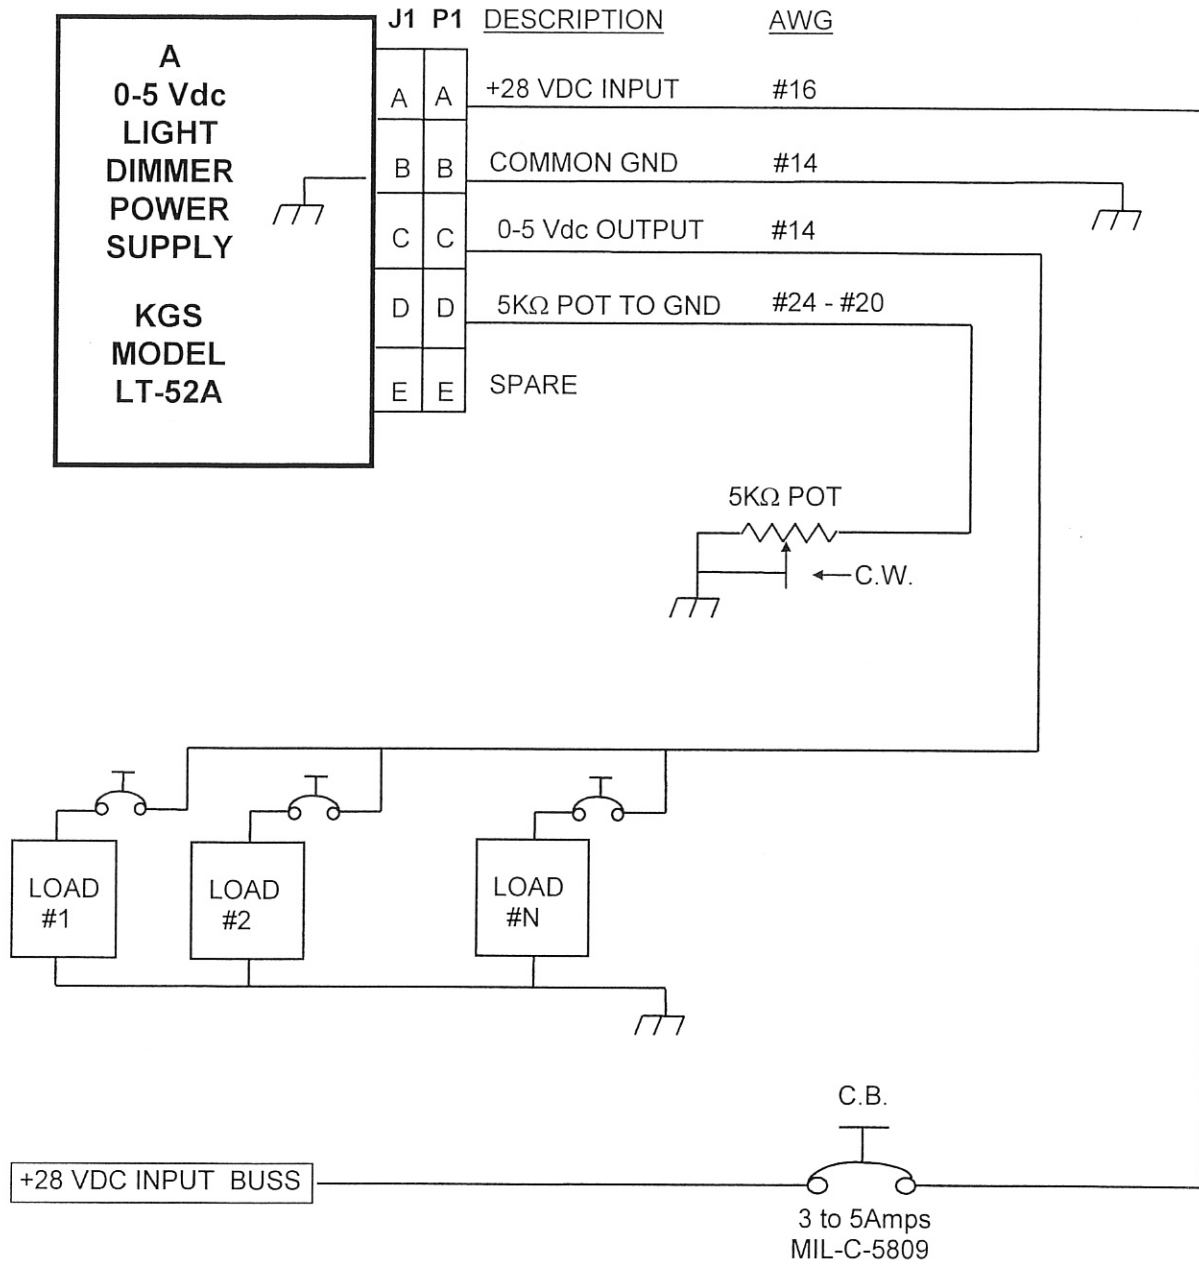 J1 P1 DESCRIPTION AWG
A
0-5 Vdc
LIGHT
DIMMER
POWER
SUPPLY
KGS
MODEL
LT-52A
A A +28 VDC INPUT #16
B B COMMON GND #14
C C 0-5 Vdc OUTPUT #14
D D 5KΩ POT TO GND #24 - #20
E E SPARE
5KΩ POT
C.W.
LOAD
#1
LOAD
#2
LOAD
#N
C.B.
+28 VDC INPUT BUSS
3 to 5Amps
MIL-C-5809